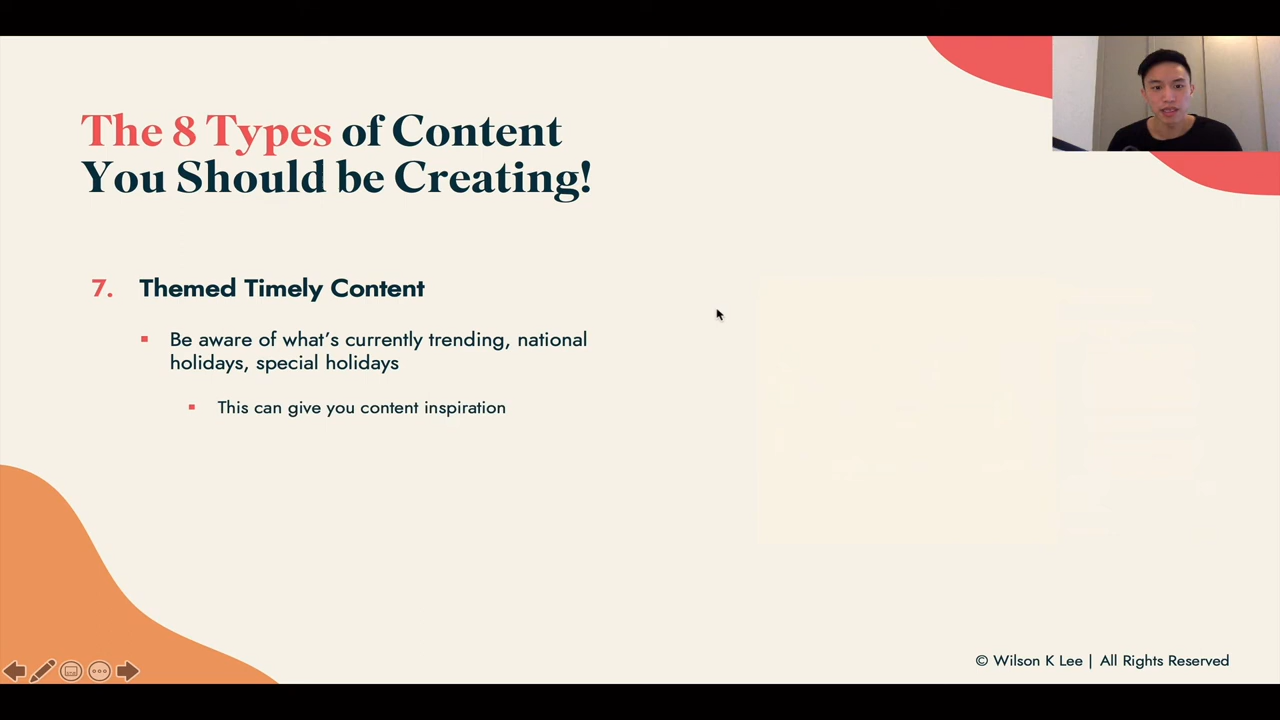 The 8 Types of Content
You Should be Creating!
7. Themed Timely Content
Be aware of what’s currently trending, national
holidays, special holidays
This can give you content inspiration
© Wilson K Lee | All Rights Reserved